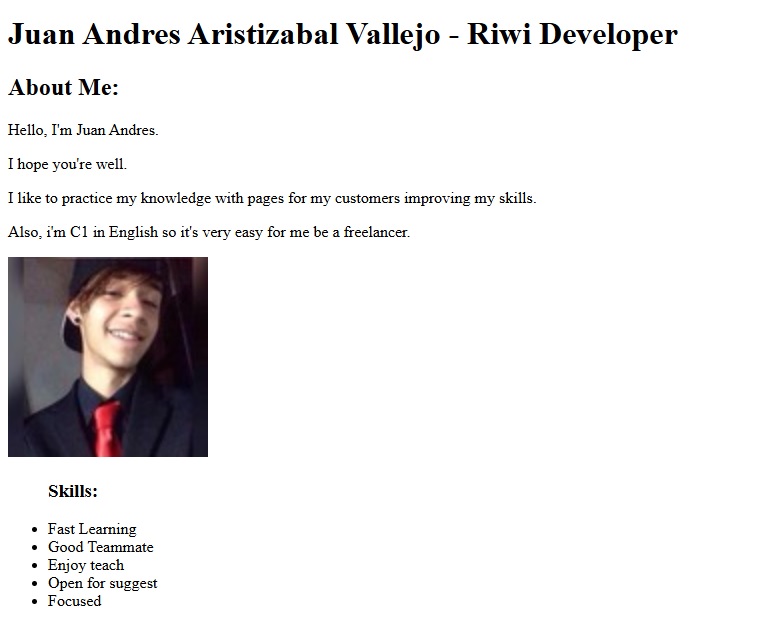 Juan Andres Aristizabal Vallejo - Riwi Developer
About Me:
Hello, I'm Juan Andres.
I hope you're well.
I like to practice my knowledge with pages for my customers improving my skills.
Also, i'm C1 in English so it's very easy for me be a freelancer.
Skills:
Fast Learning
Good Teammate
Enjoy teach
Open for suggest
Focused